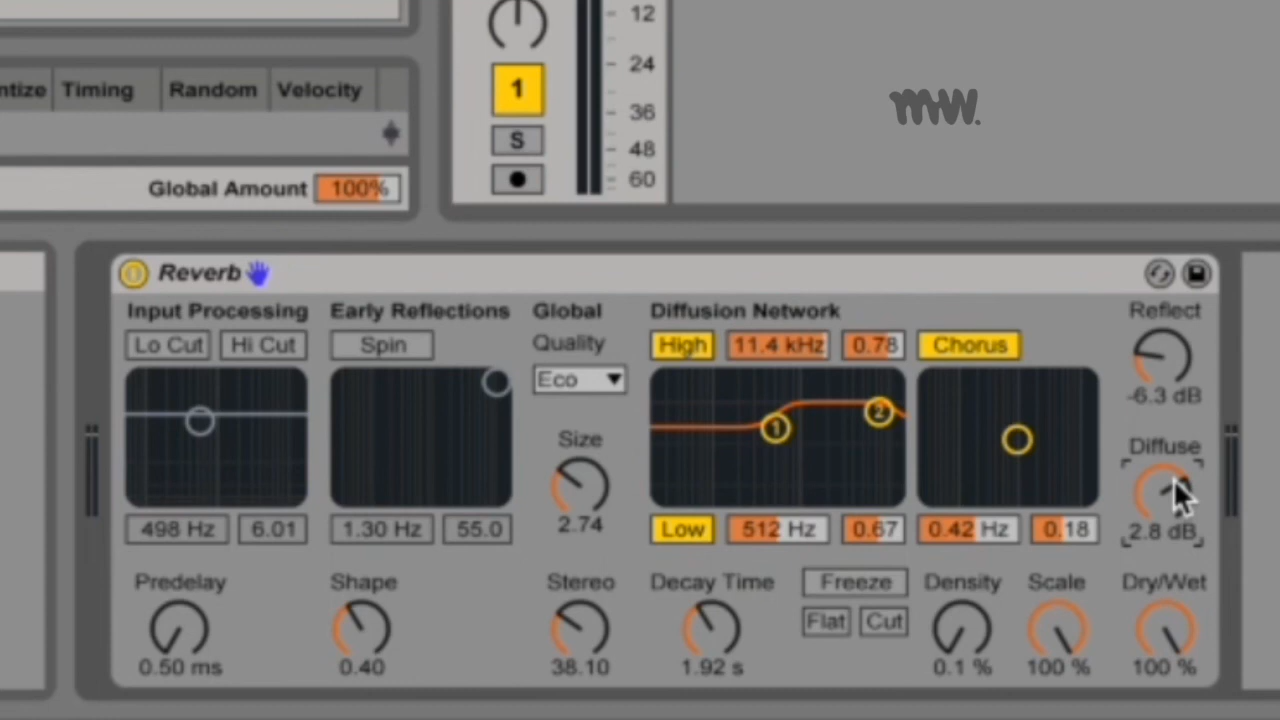 12
24
1
36
S
48
60
mw.
ntize Timing Random Velocity
Global Amount 100%
Reverb
Input Processing Early Reflections Global Diffusion Network Reflect
Lo Cut Hi Cut Spin Quality High 11.4 kHz 0.78 Chorus
Eco
-6.3 dB
1 2
Size
Diffuse
2.74
498 Hz 6.01 1.30 Hz 55.0 Low 512 Hz 0.67 0.42 Hz 0.18 2.8 dB
Predelay Shape Stereo Decay Time Freeze Density Scale Dry/Wet
Flat Cut
0.50 ms 0.40 38.10 1.92 s 0.1 % 100 % 100 %